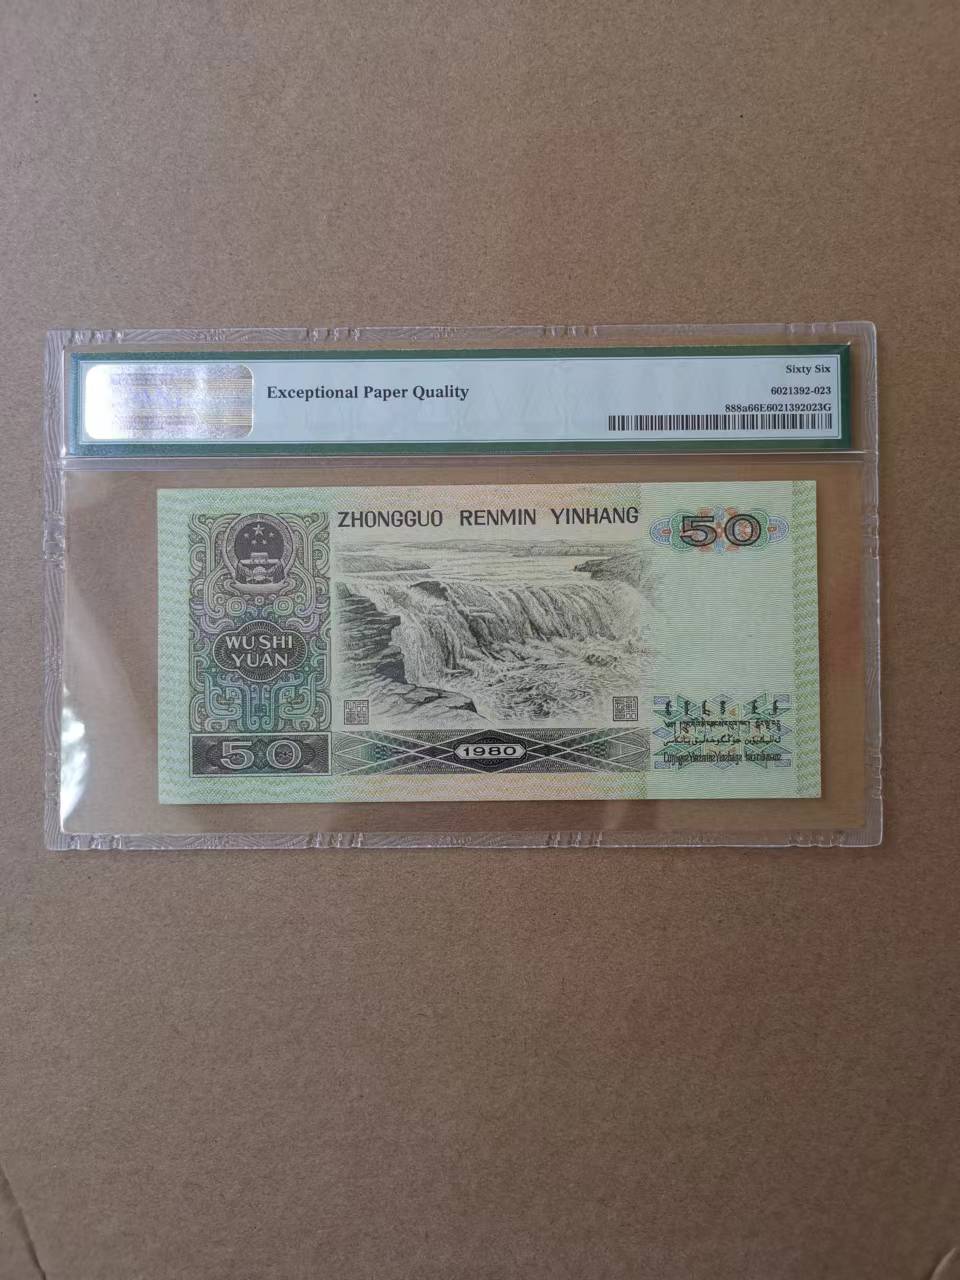 Exceptional Paper Quality
Sixty Six
6021392-023
888a66E6021392023G
ZHONGGUO RENMIN YINHANG
50
WU SHI
YUAN
50
1980